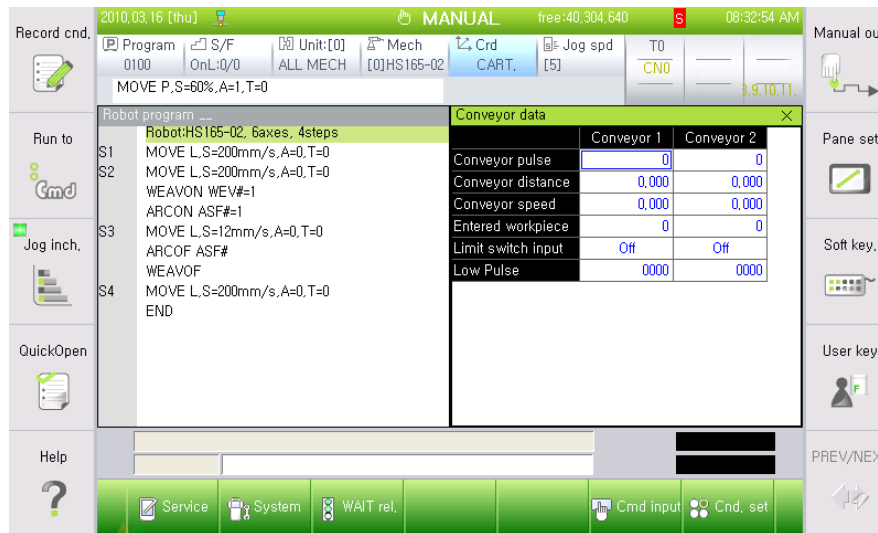 2010,03,16 [thu] MANUAL free:40,304,640 S 08:32:54 AM
Record cnd,
Run to
Cmd
Jog inch,
QuickOpen
Help
P Program S/F Unit:[0] Mech Crd Jog spd T0
0100 OnL:0/0 ALL MECH [0]HS165-02 CART, [5] CN0
MOVE P,S=60%,A=1,T=0
3,9,10,11,
Robot program __
Robot:HS165-02, 6axes, 4steps
S1 MOVE L,S=200mm/s,A=0,T=0
S2 MOVE L,S=200mm/s,A=0,T=0
WEAVON WEV#=1
ARCON ASF#=1
S3 MOVE L,S=12mm/s,A=0,T=0
ARCOF ASF#
WEAVOF
S4 MOVE L,S=200mm/s,A=0,T=0
END
Conveyor data
Conveyor 1 Conveyor 2
Conveyor pulse 0 0
Conveyor distance 0,000 0,000
Conveyor speed 0,000 0,000
Entered workpiece 0 0
Limit switch input Off Off
Low Pulse 0000 0000
Manual ou
Pane set
Soft key,
User key
F
PREV/NEX
Service System WAIT rel, Cmd input Cnd, set